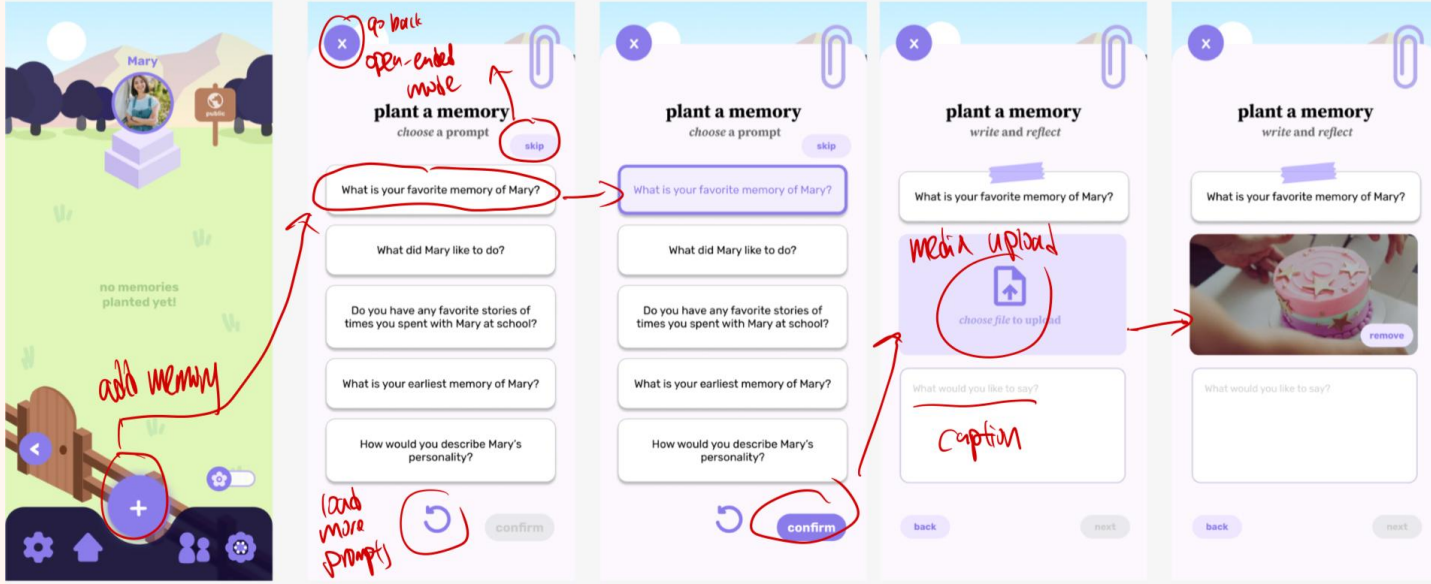 Mary
public
no memories
planted yet!
add memory
<
+
x
go back
open-ended
mode
plant a memory
choose a prompt
skip
What is your favorite memory of Mary?
What did Mary like to do?
Do you have any favorite stories of
times you spent with Mary at school?
What is your earliest memory of Mary?
How would you describe Mary's
personality?
load
more
prompts
confirm
x
plant a memory
choose a prompt
skip
What is your favorite memory of Mary?
What did Mary like to do?
Do you have any favorite stories of
times you spent with Mary at school?
What is your earliest memory of Mary?
How would you describe Mary's
personality?
confirm
x
plant a memory
write and reflect
What is your favorite memory of Mary?
media upload
choose file to upload
What would you like to say?
caption
back
next
x
plant a memory
write and reflect
What is your favorite memory of Mary?
remove
What would you like to say?
back
next